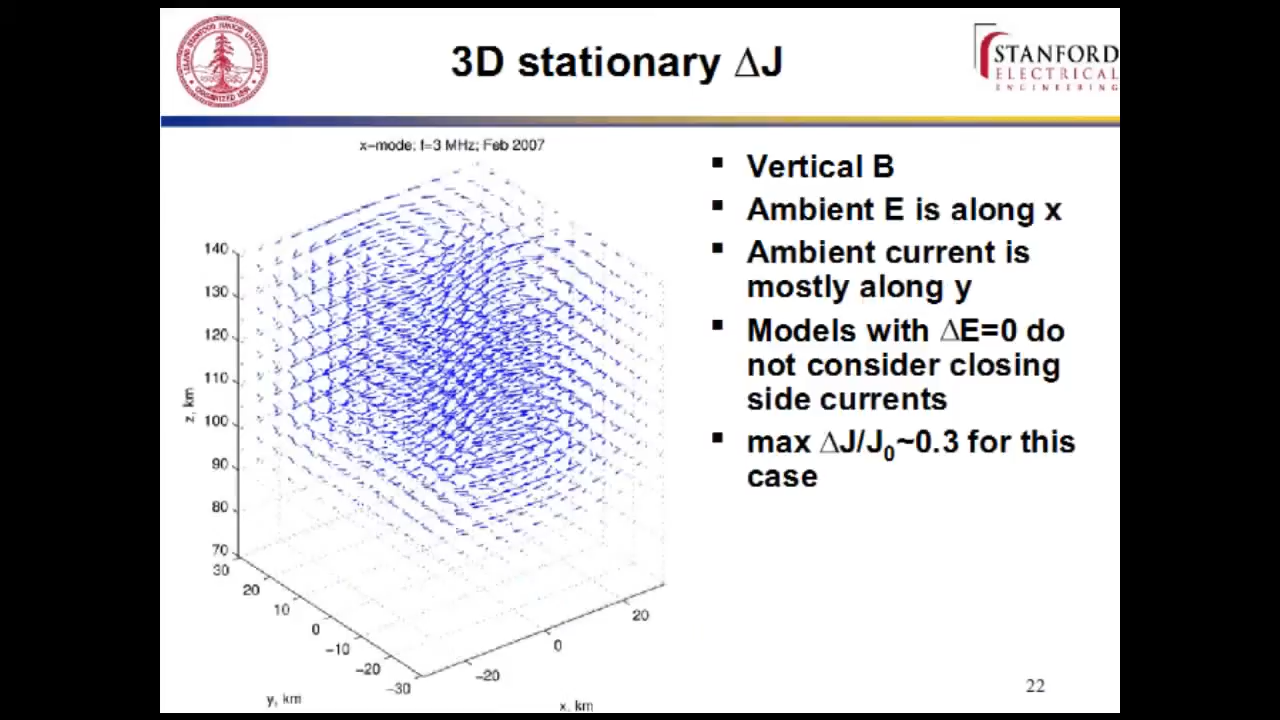 3D stationary ∆J
STANFORD
ELECTRICAL
ENGINEERING
x-mode; f=3 MHz; Feb 2007
140
130
120
110
100
90
80
70
z, km
30
20
10
0
-10
-20
-30
y, km
-20
0
20
x, km
▪ Vertical B
▪ Ambient E is along x
▪ Ambient current is
mostly along y
▪ Models with ∆E=0 do
not consider closing
side currents
▪ max ∆J/J₀~0.3 for this
case
22